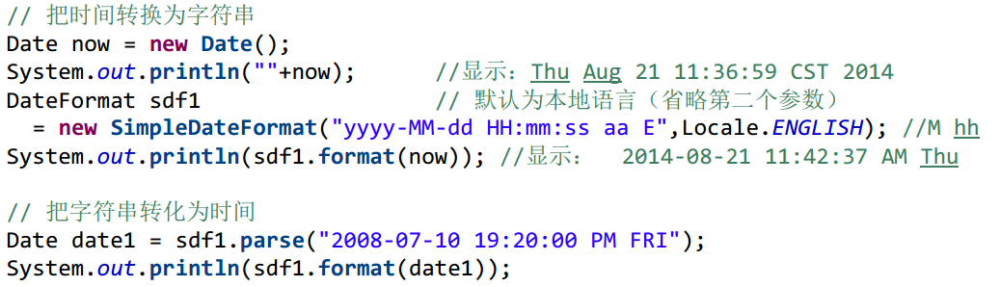 // 把时间转换为字符串
Date now = new Date();
System.out.println(""+now);      //显示：Thu Aug 21 11:36:59 CST 2014
DateFormat sdf1                  // 默认为本地语言（省略第二个参数）
  = new SimpleDateFormat("yyyy-MM-dd HH:mm:ss aa E",Locale.ENGLISH); //M hh
System.out.println(sdf1.format(now)); //显示：  2014-08-21 11:42:37 AM Thu
// 把字符串转化为时间
Date date1 = sdf1.parse("2008-07-10 19:20:00 PM FRI");
System.out.println(sdf1.format(date1));